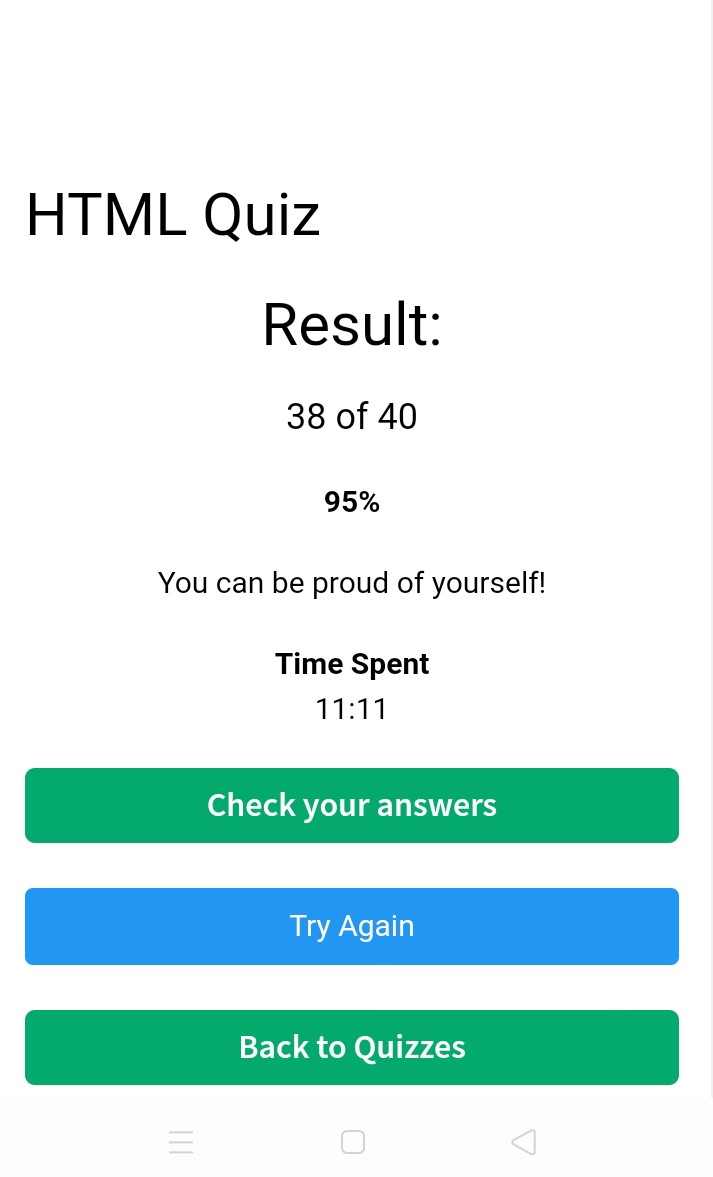 HTML Quiz
Result:
38 of 40
95%
You can be proud of yourself!
Time Spent
11:11
Check your answers
Try Again
Back to Quizzes